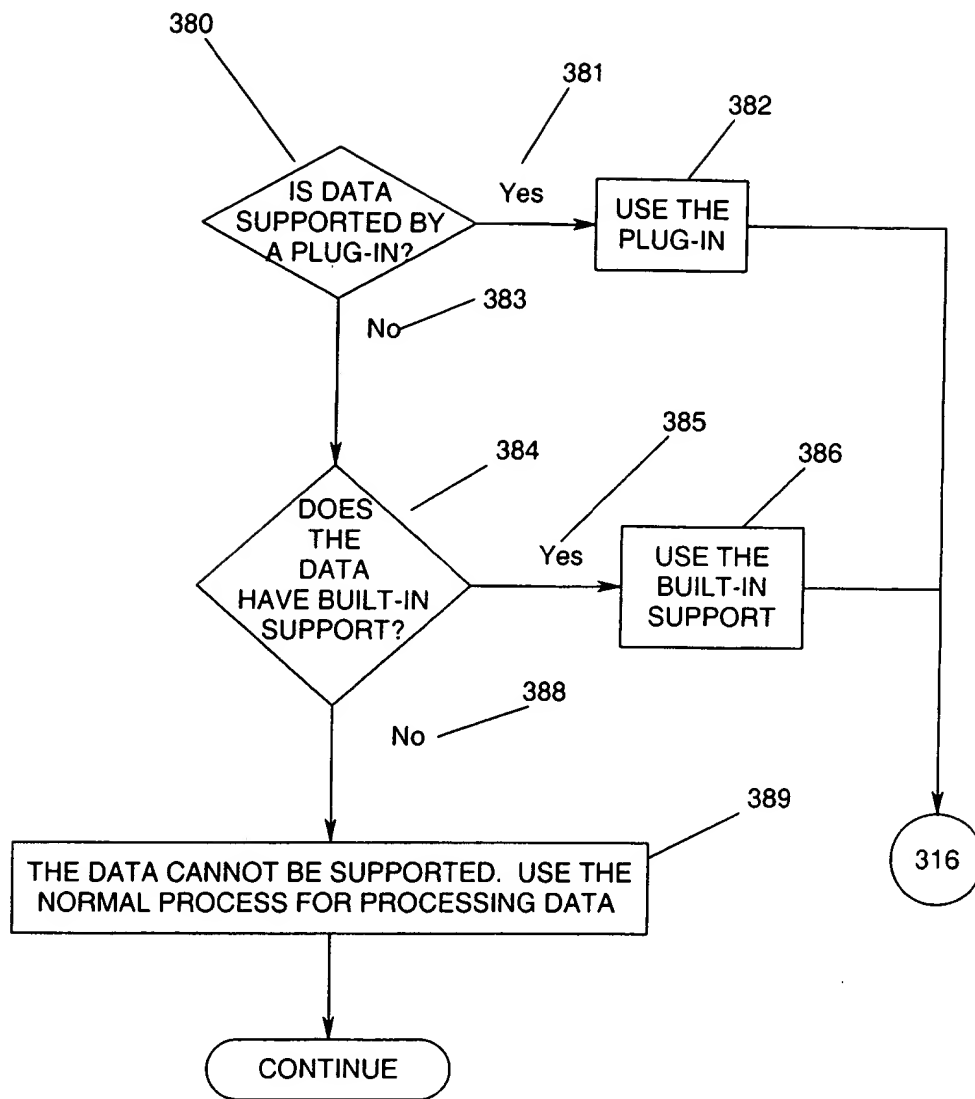 380
381
382
IS DATA
SUPPORTED BY
A PLUG-IN?
Yes
USE THE
PLUG-IN
No
383
384
385
386
DOES
THE
DATA
HAVE BUILT-IN
SUPPORT?
Yes
USE THE
BUILT-IN
SUPPORT
No
388
389
THE DATA CANNOT BE SUPPORTED. USE THE
NORMAL PROCESS FOR PROCESSING DATA
316
CONTINUE